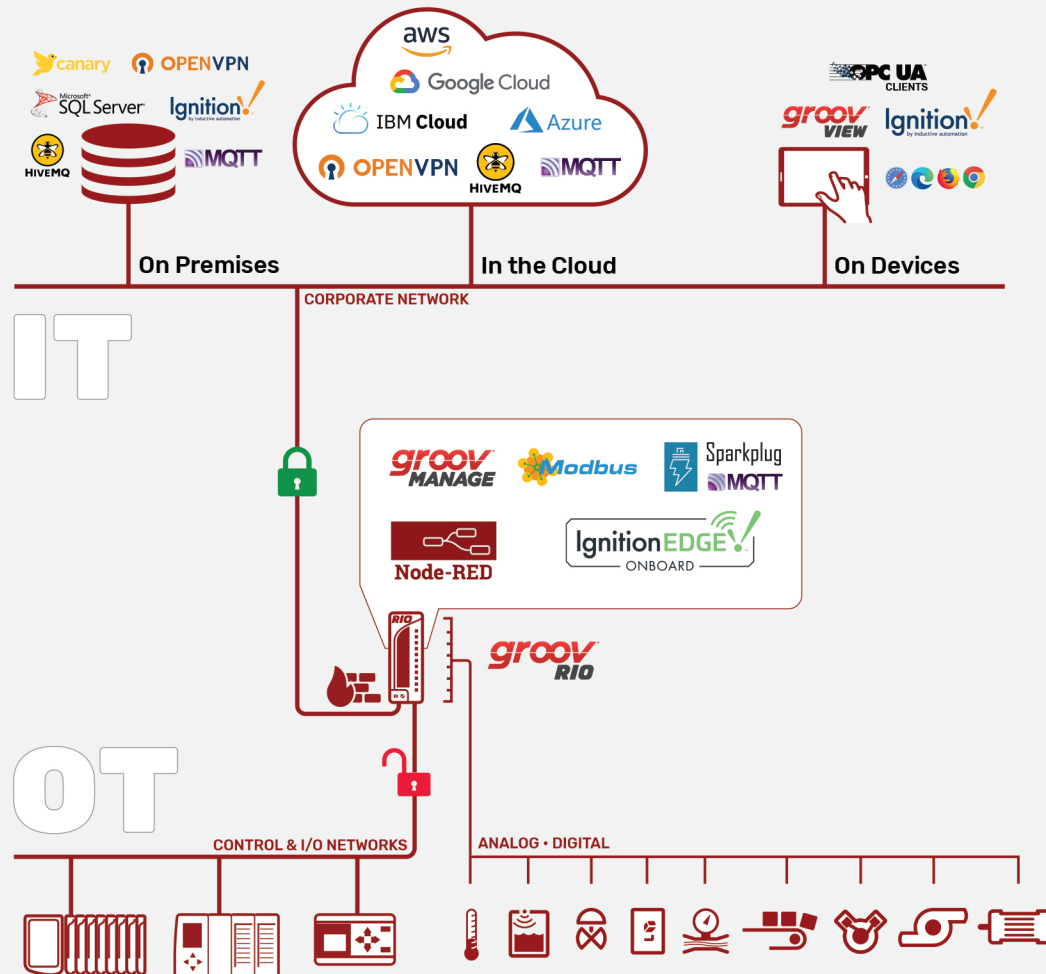 canary
OPENVPN
Microsoft®
SQL Server
Ignition!
by inductive automation
HIVEMQ
MQTT
aws
Google Cloud
IBM Cloud
Azure
OPENVPN
HIVEMQ
MQTT
OPC UA
CLIENTS
groov
VIEW
Ignition!
by inductive automation
On Premises
In the Cloud
On Devices
CORPORATE NETWORK
IT
groov
MANAGE
Modbus
Sparkplug
MQTT
Node-RED
Ignition EDGE!
ONBOARD
RIO
groov
RIO
OT
CONTROL & I/O NETWORKS
ANALOG • DIGITAL